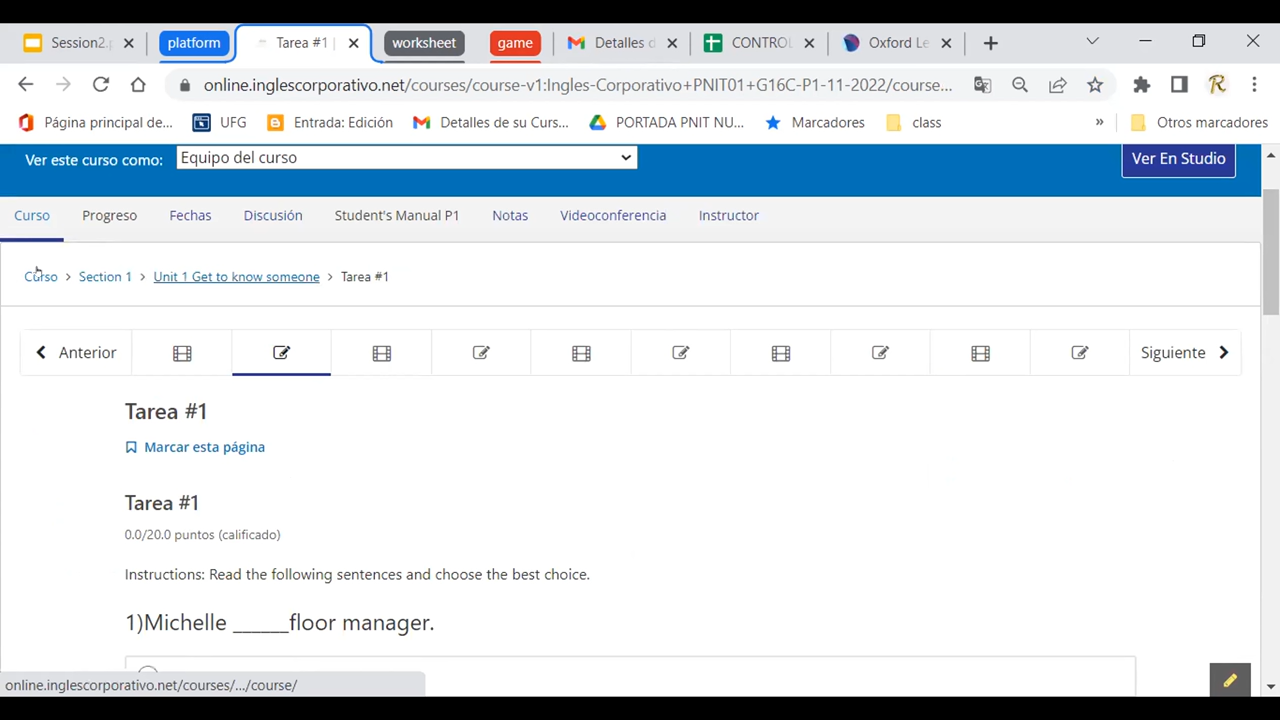 Session2.
platform
Tarea #1
worksheet
game
Detalles d
CONTROL
Oxford Le
online.inglescorporativo.net/courses/course-v1:Ingles-Corporativo+PNIT01+G16C-P1-11-2022/course...
Página principal de...
UFG
Entrada: Edición
Detalles de su Curs...
PORTADA PNIT NU...
Marcadores
class
»
Otros marcadores
Ver este curso como:
Equipo del curso
Ver En Studio
Curso
Progreso
Fechas
Discusión
Student's Manual P1
Notas
Videoconferencia
Instructor
Curso > Section 1 > Unit 1 Get to know someone > Tarea #1
Anterior
Siguiente
Tarea #1
Marcar esta página
Tarea #1
0.0/20.0 puntos (calificado)
Instructions: Read the following sentences and choose the best choice.
1)Michelle ______floor manager.
online.inglescorporativo.net/courses/.../course/